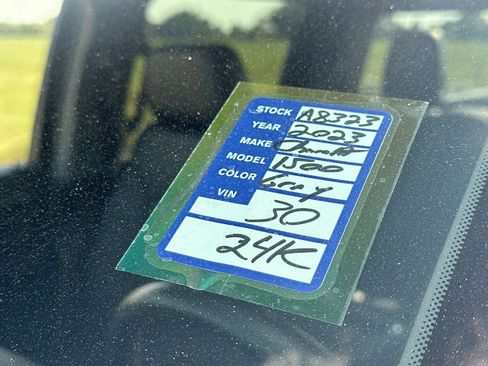 STOCK A8323
YEAR 2023
MAKE
MODEL 1500
COLOR Gray
VIN 30
24K